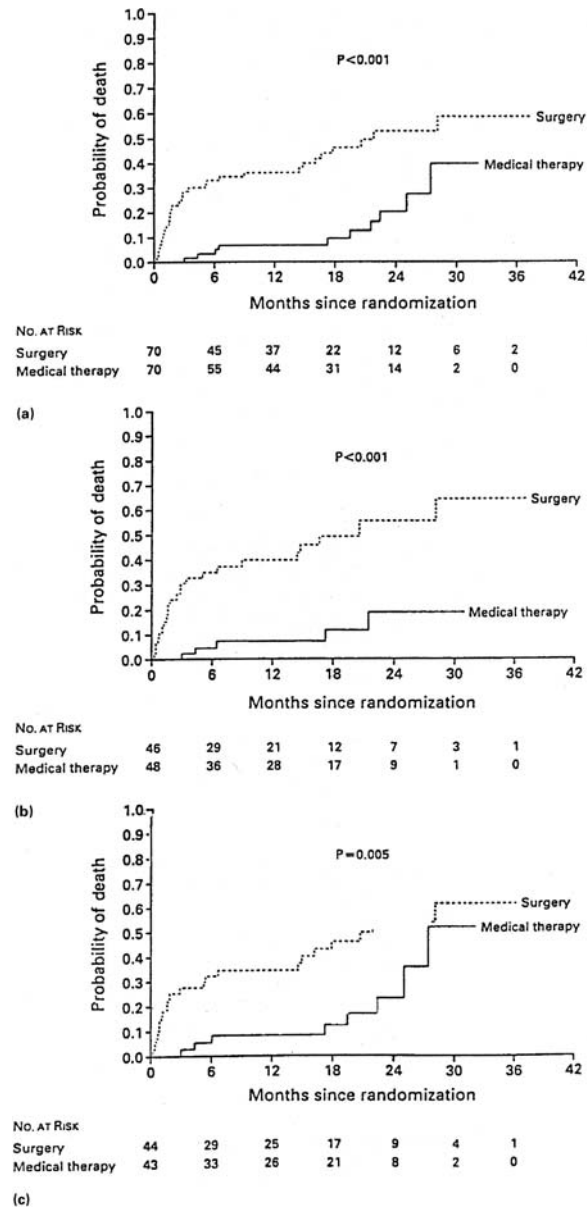 1.0
0.9
0.8
0.7
0.6
0.5
0.4
0.3
0.2
0.1
0.0
Probability of death
P<0.001
Surgery
Medical therapy
0 6 12 18 24 30 36 42
Months since randomization
No. at Risk
Surgery 70 45 37 22 12 6 2
Medical therapy 70 55 44 31 14 2 0
(a)
1.0
0.9
0.8
0.7
0.6
0.5
0.4
0.3
0.2
0.1
0.0
Probability of death
P<0.001
Surgery
Medical therapy
0 6 12 18 24 30 36 42
Months since randomization
No. at Risk
Surgery 46 29 21 12 7 3 1
Medical therapy 48 36 28 17 9 1 0
(b)
1.0
0.9
0.8
0.7
0.6
0.5
0.4
0.3
0.2
0.1
0.0
Probability of death
P=0.005
Surgery
Medical therapy
0 6 12 18 24 30 36 42
Months since randomization
No. at Risk
Surgery 44 29 25 17 9 4 1
Medical therapy 43 33 26 21 8 2 0
(c)